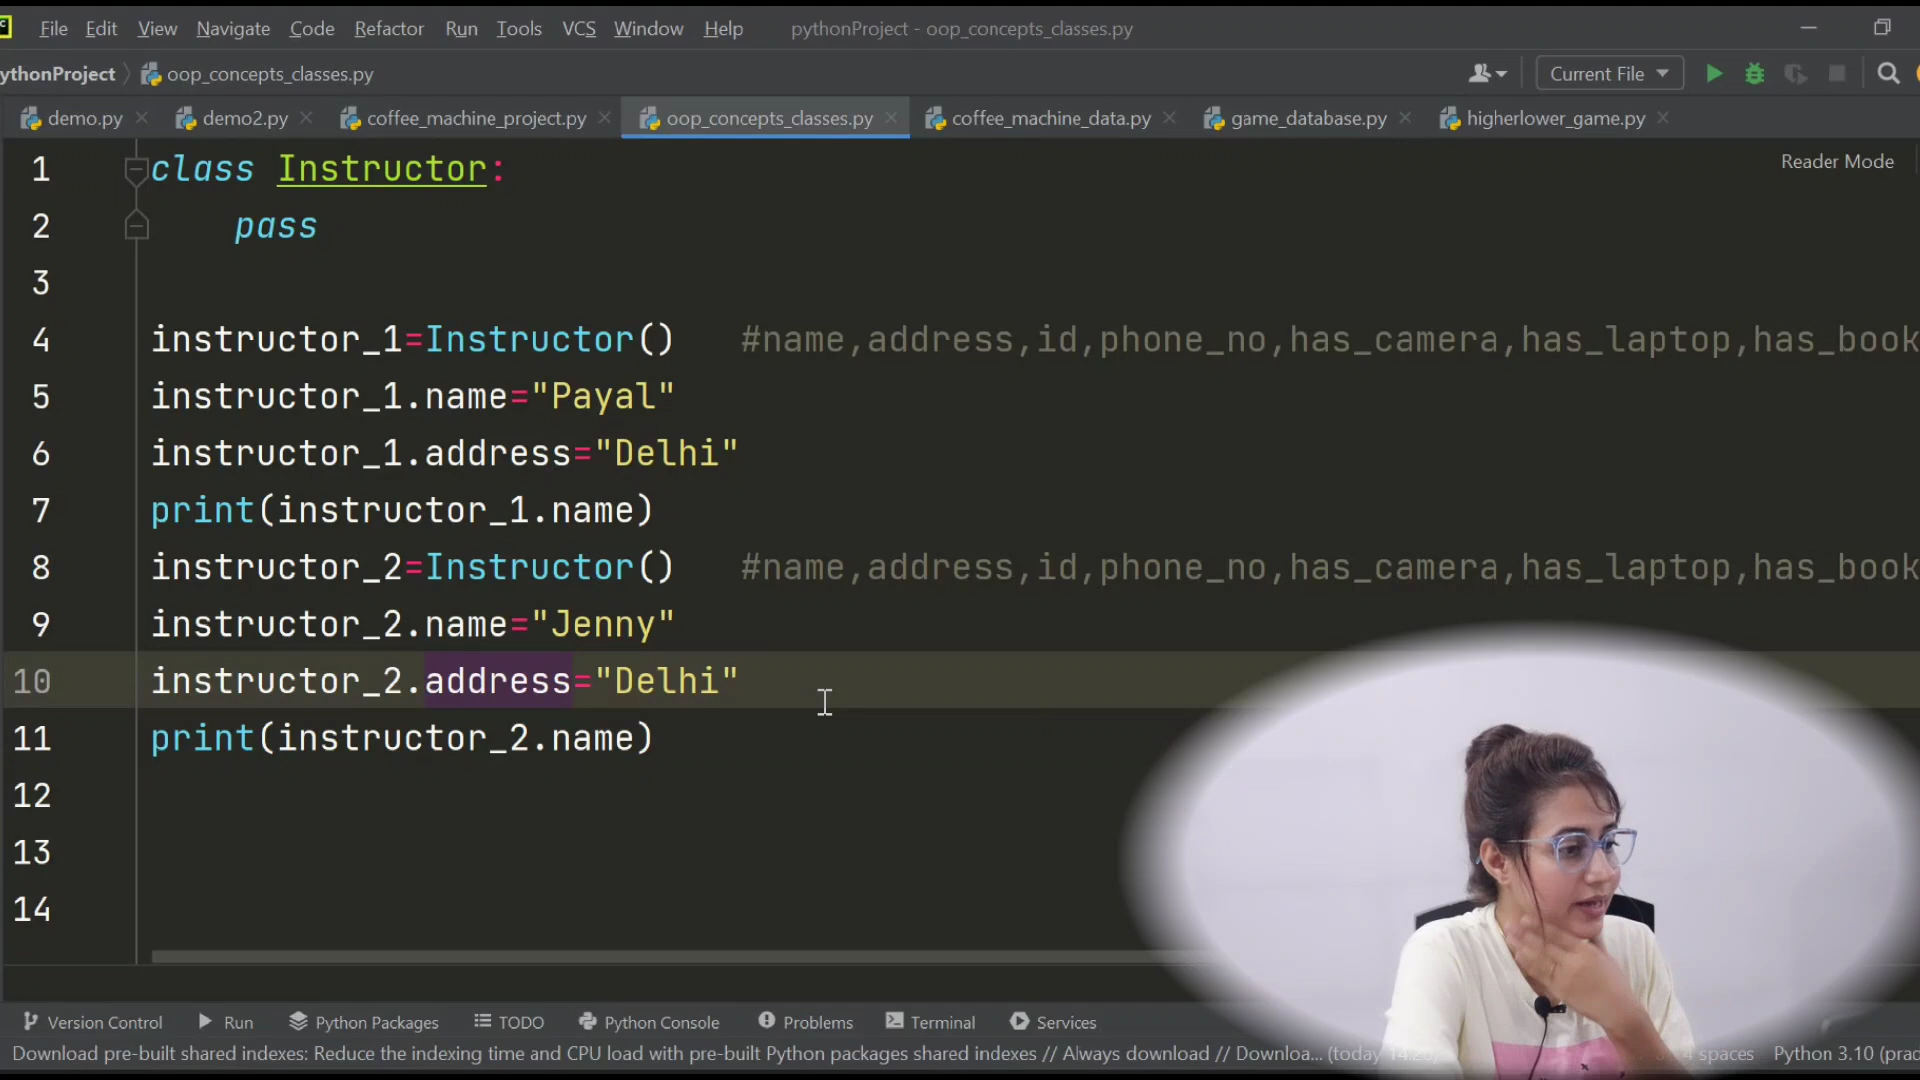 File Edit View Navigate Code Refactor Run Tools VCS Window Help pythonProject - oop_concepts_classes.py
ythonProject oop_concepts_classes.py Current File
demo.py demo2.py coffee_machine_project.py oop_concepts_classes.py coffee_machine_data.py game_database.py higherlower_game.py
Reader Mode
1 class Instructor:
2 pass
3
4 instructor_1=Instructor() #name,address,id,phone_no,has_camera,has_laptop,has_book
5 instructor_1.name="Payal"
6 instructor_1.address="Delhi"
7 print(instructor_1.name)
8 instructor_2=Instructor() #name,address,id,phone_no,has_camera,has_laptop,has_book
9 instructor_2.name="Jenny"
10 instructor_2.address="Delhi"
11 print(instructor_2.name)
12
13
14
Version Control Run Python Packages TODO Python Console Problems Terminal Services
Download pre-built shared indexes: Reduce the indexing time and CPU load with pre-built Python packages shared indexes // Always download // Downloa... (today spaces Python 3.10 (prac